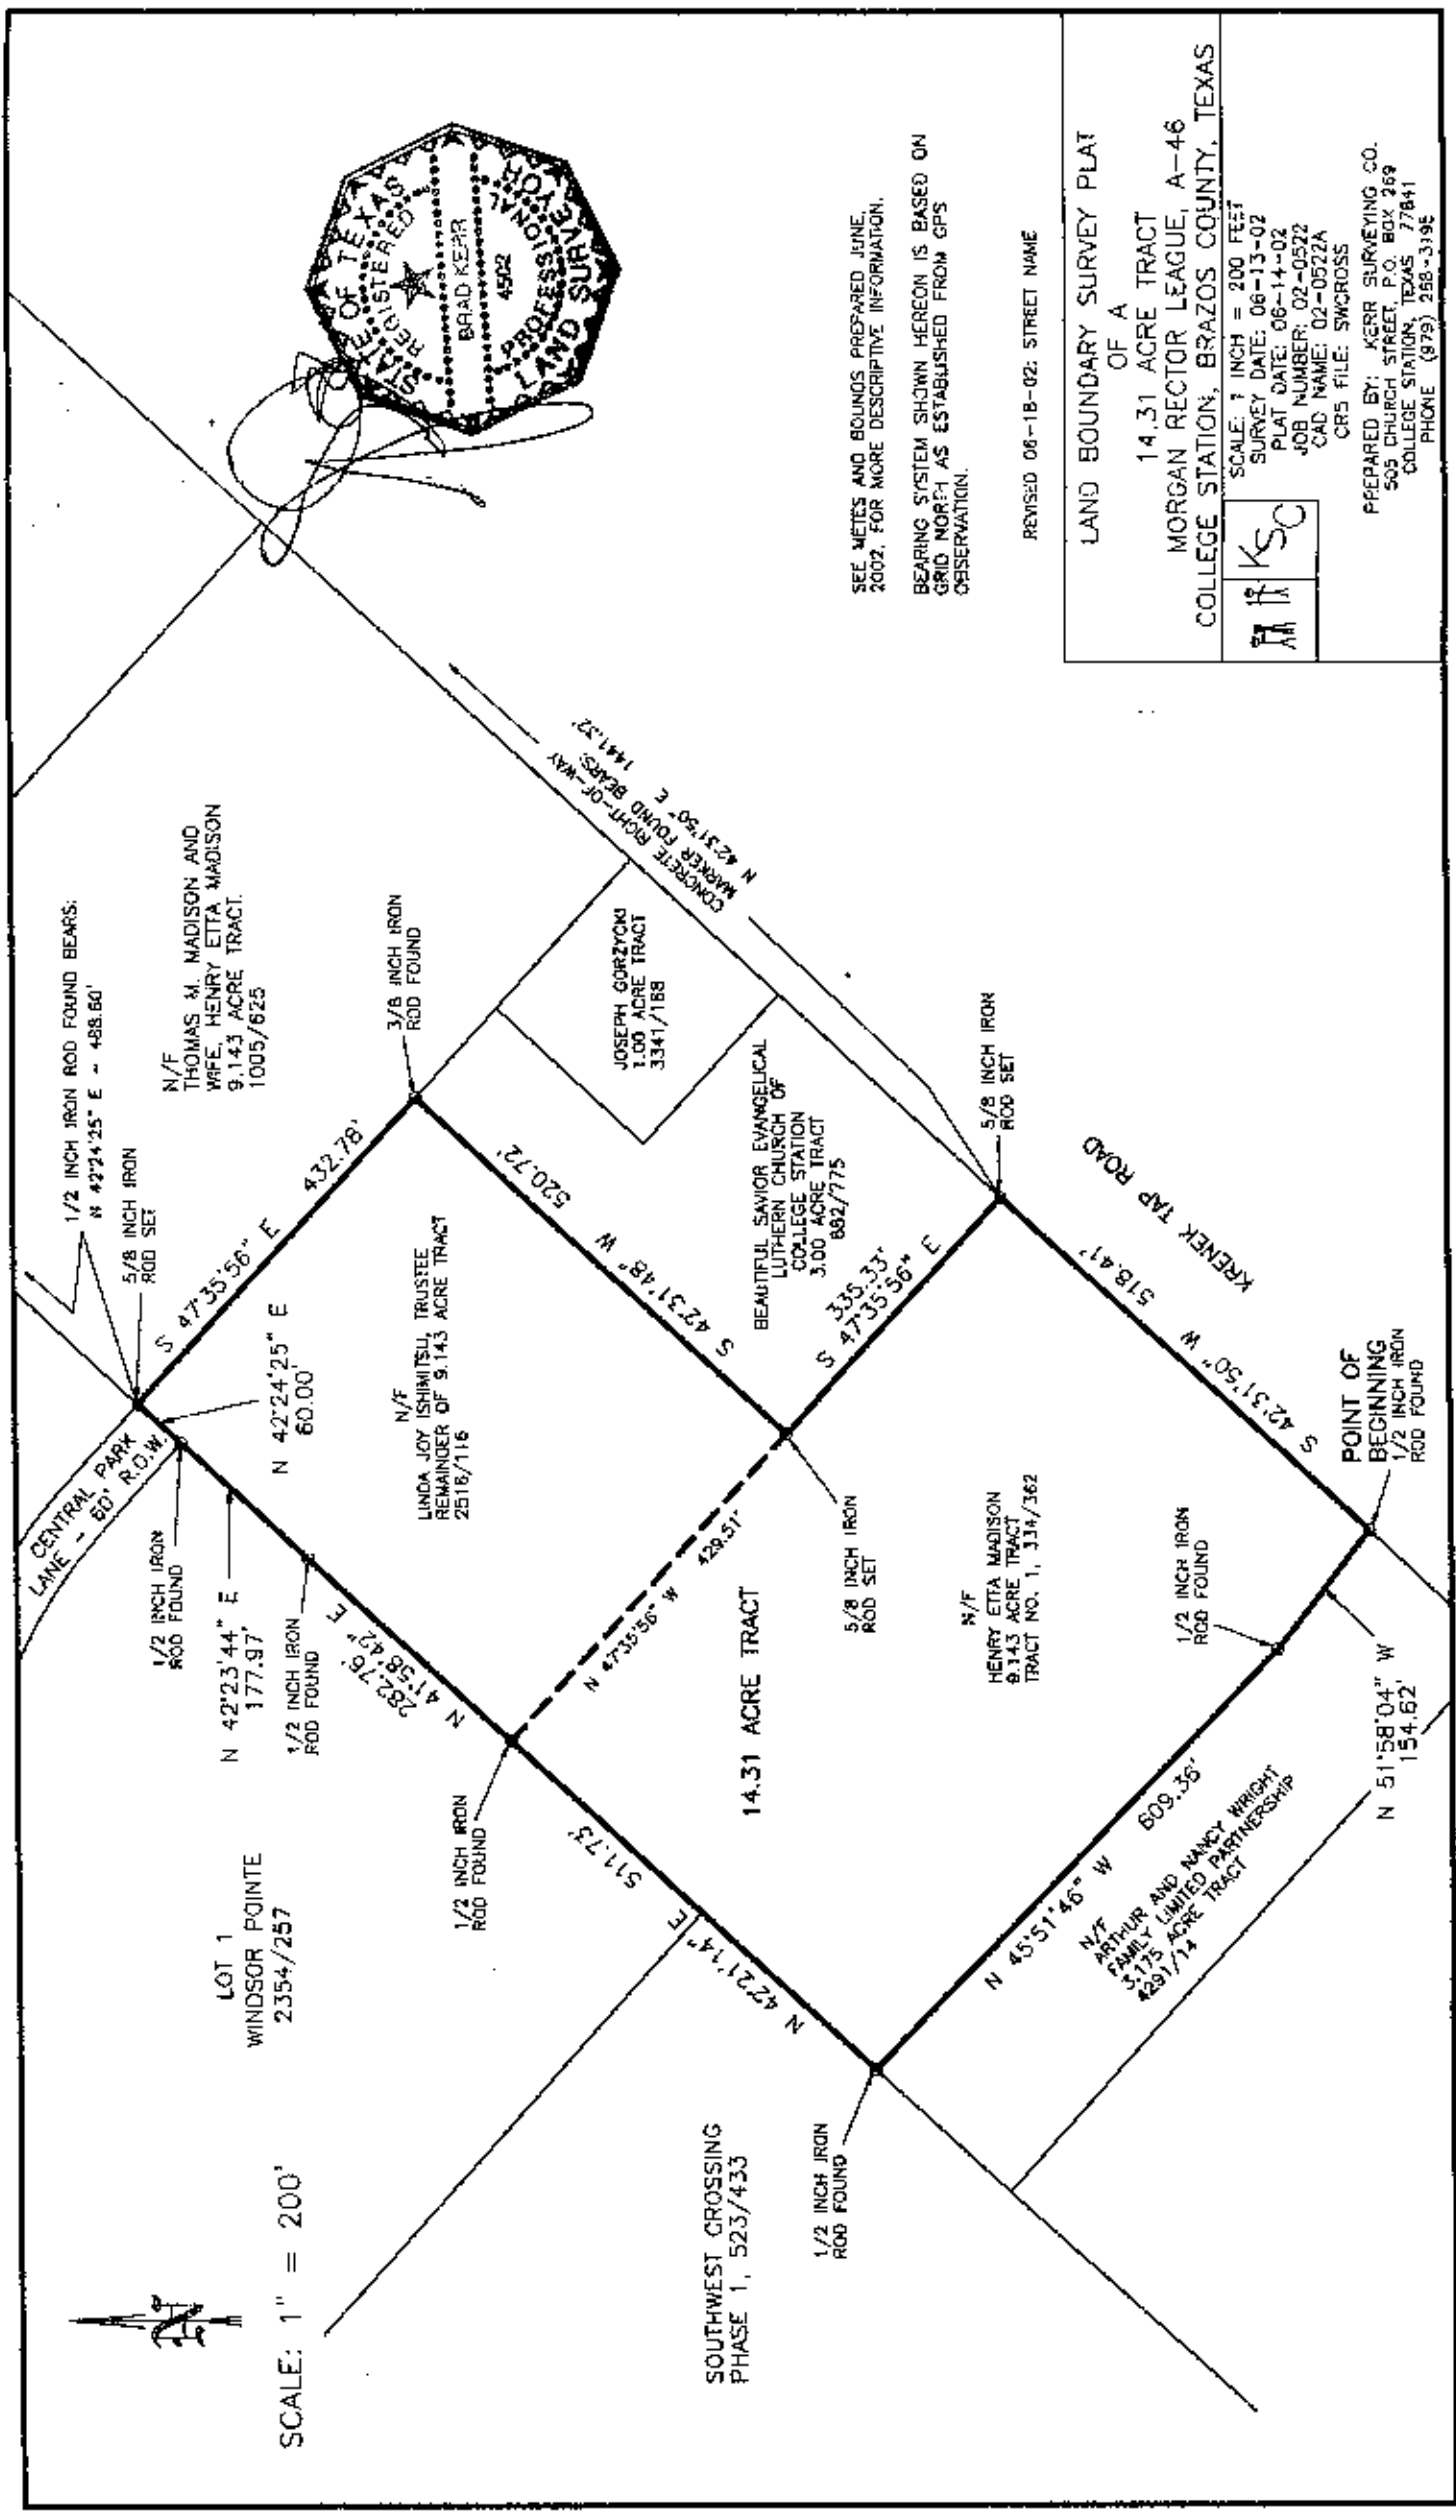 SCALE: 1" = 200'
LOT 1
WINDSOR POINTE
2354/257
SOUTHWEST CROSSING
PHASE 1, 523/433
CENTRAL PARK
LANE - 60' R.O.W.
1/2 INCH IRON ROD FOUND BEARS:
N 42°24'25" E - 488.60'
5/8 INCH IRON
ROD SET
N/F
THOMAS M. MADISON AND
WIFE, HENRY ETTA MADISON
9.143 ACRE TRACT.
1005/625
S 47°35'56" E
432.78'
3/8 INCH IRON
ROD FOUND
N 42°24'25" E
60.00'
1/2 INCH IRON
ROD FOUND
N 42°23'44" E
177.97'
1/2 INCH IRON
ROD FOUND
282.76'
N 41°58'42" E
1/2 INCH IRON
ROD FOUND
N/F
LINDA JOY ISHIMITSU, TRUSTEE
REMAINDER OF 9.143 ACRE TRACT
2518/116
520.72'
S 42°31'48" W
JOSEPH GORZYCKI
1.00 ACRE TRACT
3341/188
CONCRETE RIGHT-OF-WAY
MARKER FOUND BEARS:
N 42°31'50" E 1441.32'
BEAUTIFUL SAVIOR EVANGELICAL
LUTHERN CHURCH OF
COLLEGE STATION
3.00 ACRE TRACT
682/775
335.33'
S 47°35'56" E
5/8 INCH IRON
ROD SET
N 47°35'56" W 429.51'
5/8 INCH IRON
ROD SET
14.31 ACRE TRACT
511.73'
N 42°21'14" E
1/2 INCH IRON
ROD FOUND
N/F
HENRY ETTA MADISON
9.143 ACRE TRACT
TRACT NO. 1, 334/362
KRENEK TAP ROAD
518.41'
S 42°31'50" W
1/2 INCH IRON
ROD FOUND
POINT OF
BEGINNING
1/2 INCH IRON
ROD FOUND
N 45°51'46" W 609.36'
N/F
ARTHUR AND NANCY WRIGHT
FAMILY LIMITED PARTNERSHIP
3.175 ACRE TRACT
4291/14
N 51°58'04" W
154.62'
STATE OF TEXAS
REGISTERED
BRAD KERR
4502
PROFESSIONAL
LAND SURVEYOR
SEE METES AND BOUNDS PREPARED JUNE,
2002, FOR MORE DESCRIPTIVE INFORMATION.
BEARING SYSTEM SHOWN HEREON IS BASED ON
GRID NORTH AS ESTABLISHED FROM GPS
OBSERVATION.
REVISED 06-18-02: STREET NAME
LAND BOUNDARY SURVEY PLAT
OF A
14.31 ACRE TRACT
MORGAN RECTOR LEAGUE, A-46
COLLEGE STATION, BRAZOS COUNTY, TEXAS
KSC
SCALE: 1 INCH = 200 FEET
SURVEY DATE: 06-13-02
PLAT DATE: 06-14-02
JOB NUMBER: 02-0522
CAD NAME: 02-0522A
CR5 FILE: SWCROSS
PREPARED BY: KERR SURVEYING CO.
505 CHURCH STREET, P.O. BOX 269
COLLEGE STATION, TEXAS 77841
PHONE (979) 268-3195